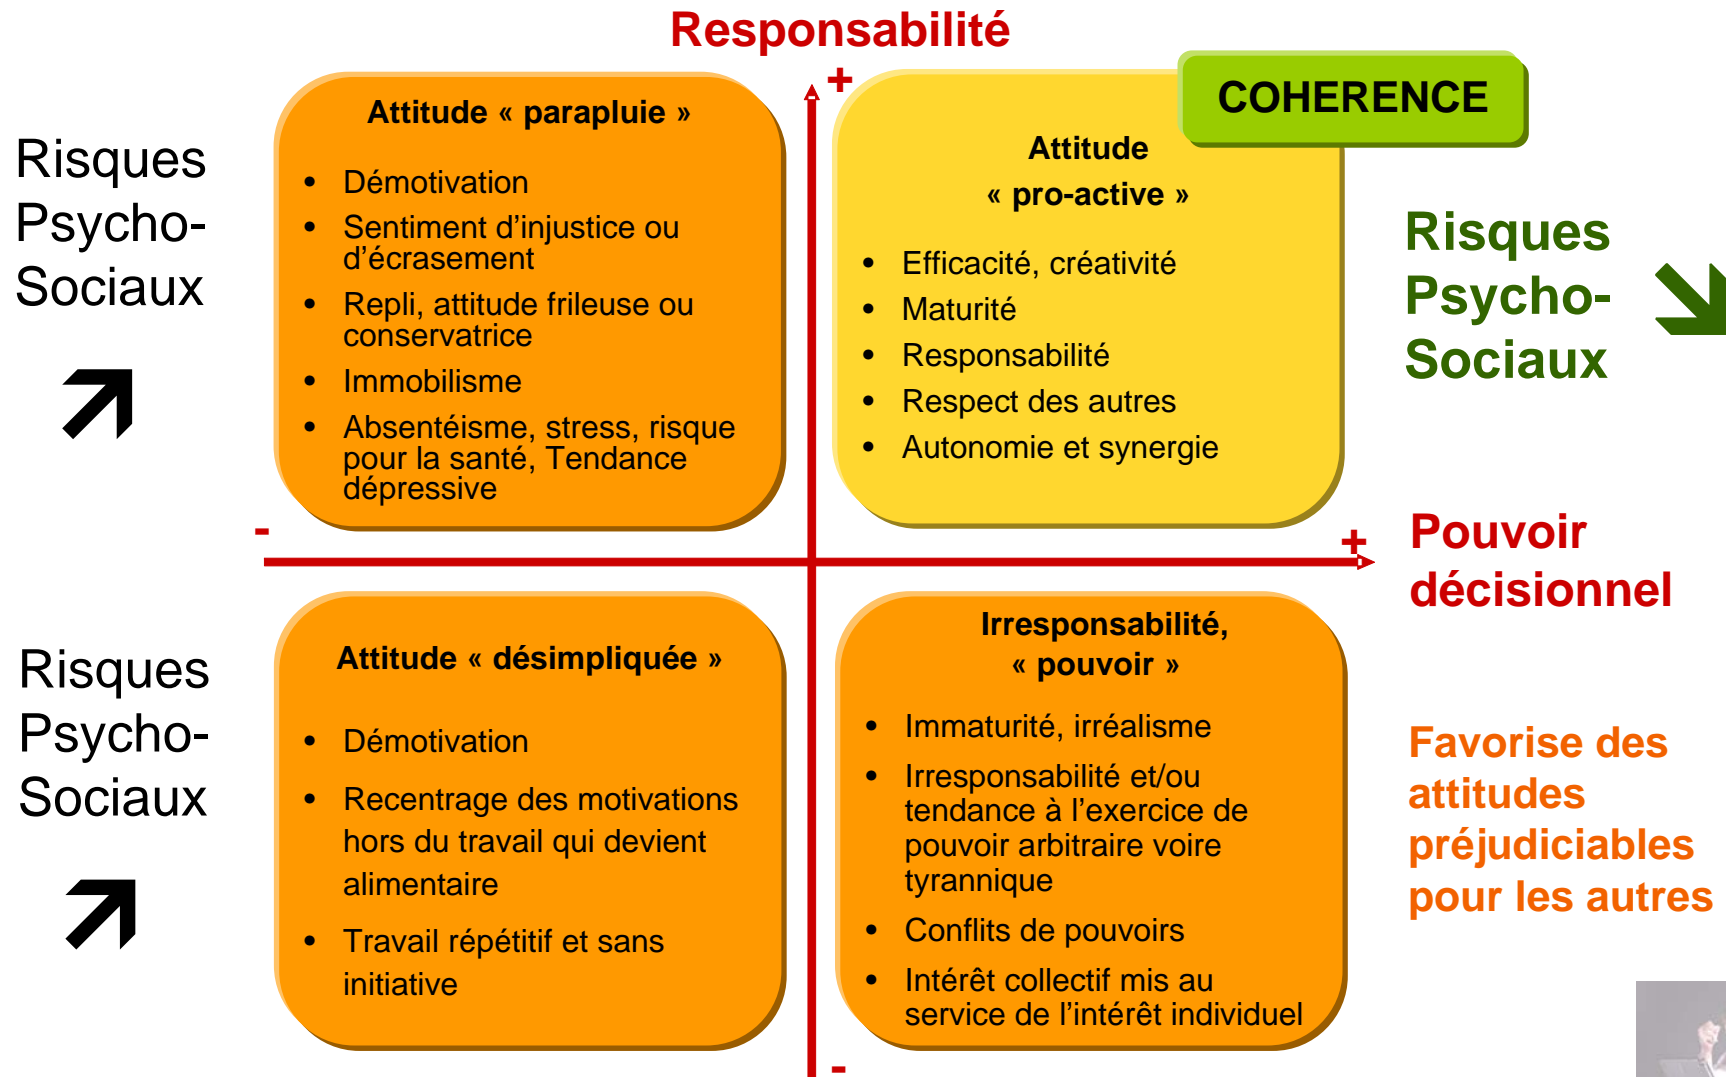 Responsabilité
+
COHERENCE
Risques
Psycho-
Sociaux
Attitude « parapluie »
• Démotivation
• Sentiment d’injustice ou
d’écrasement
• Repli, attitude frileuse ou
conservatrice
• Immobilisme
• Absentéisme, stress, risque
pour la santé, Tendance
dépressive
Attitude
« pro-active »
• Efficacité, créativité
• Maturité
• Responsabilité
• Respect des autres
• Autonomie et synergie
Risques
Psycho-
Sociaux
-
+
Pouvoir
décisionnel
Risques
Psycho-
Sociaux
Attitude « désimpliquée »
• Démotivation
• Recentrage des motivations
hors du travail qui devient
alimentaire
• Travail répétitif et sans
initiative
Irresponsabilité,
« pouvoir »
• Immaturité, irréalisme
• Irresponsabilité et/ou
tendance à l’exercice de
pouvoir arbitraire voire
tyrannique
• Conflits de pouvoirs
• Intérêt collectif mis au
service de l’intérêt individuel
Favorise des
attitudes
préjudiciables
pour les autres
-